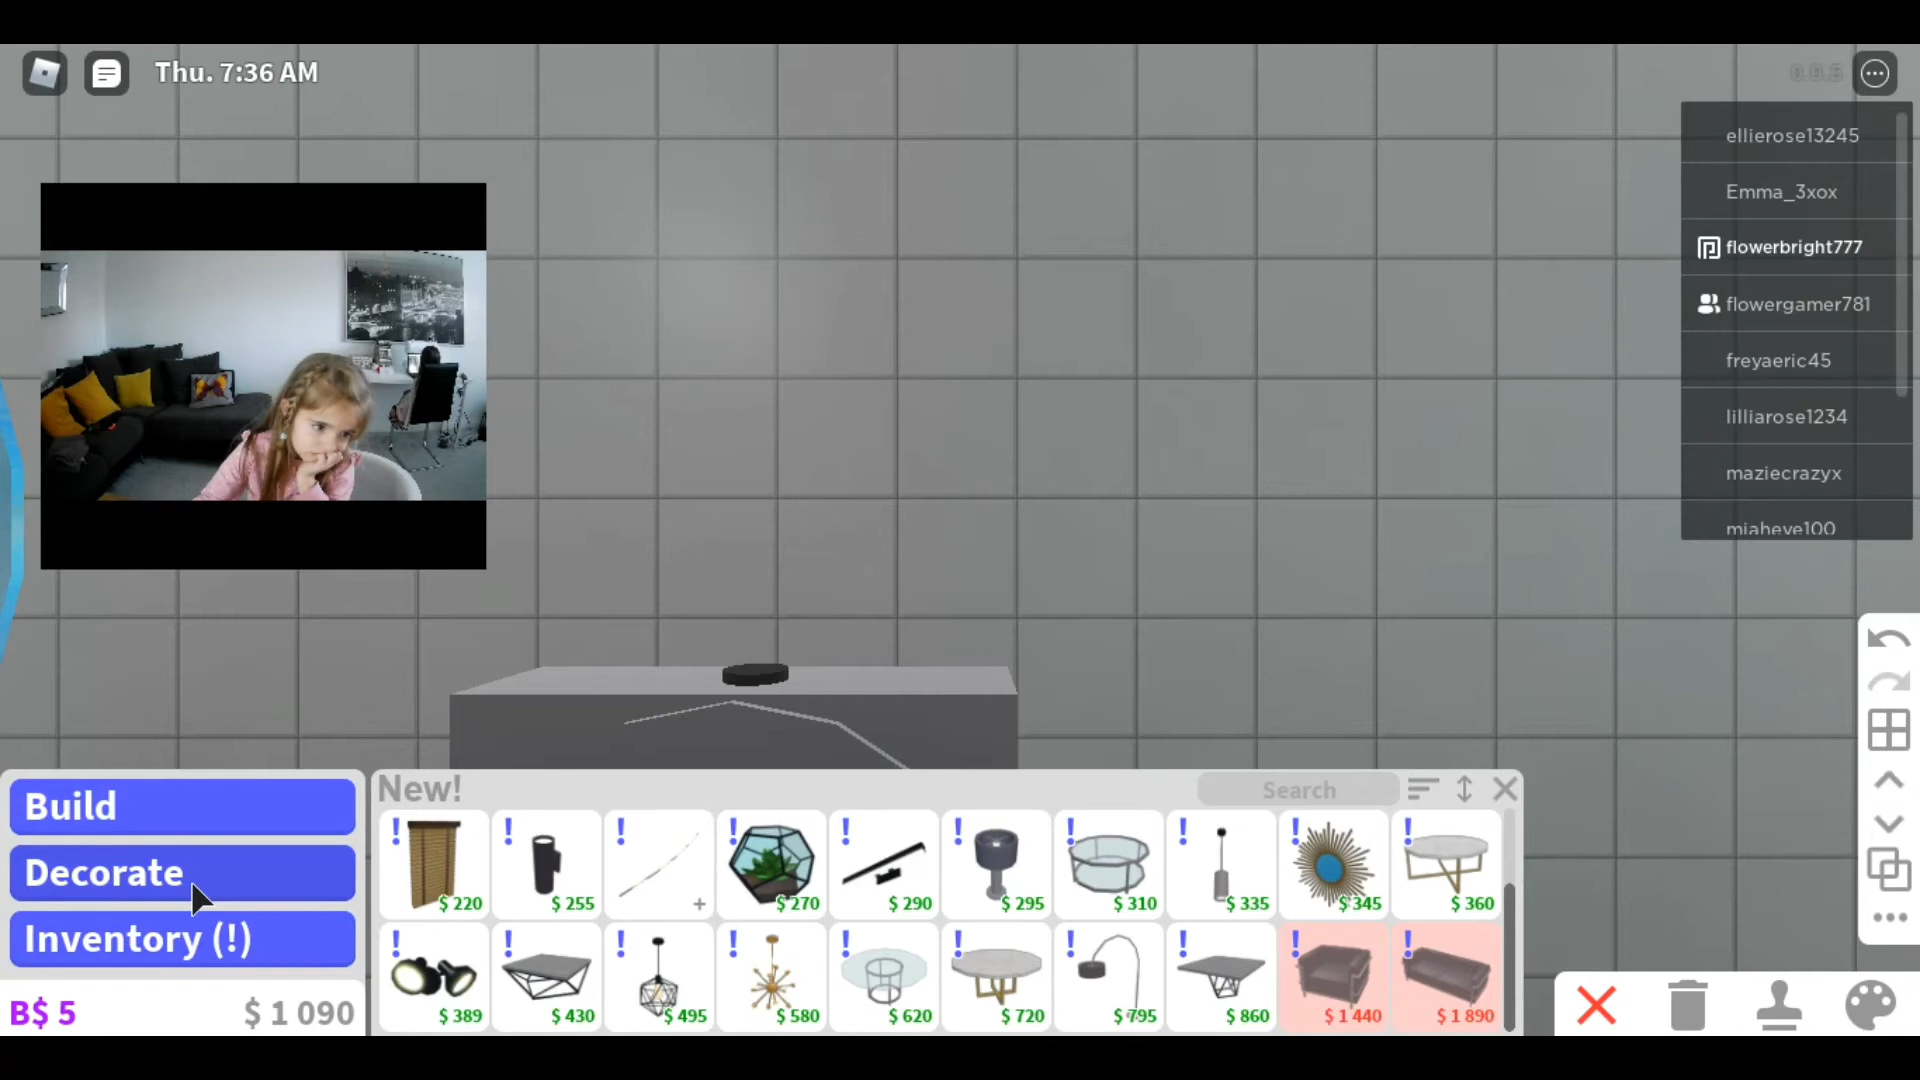 Thu. 7:36 AM
ellierose13245
Emma_3xox
flowerbright777
flowergamer781
freyaeric45
lilliarose1234
maziecrazyx
miaheve100
Build
Decorate
Inventory (!)
B$ 5
$ 1 090
New!
Search
! ! ! ! ! ! ! ! ! !
$ 220 $ 255 + $ 270 $ 290 $ 295 $ 310 $ 335 $ 345 $ 360
! ! ! ! ! ! ! ! ! !
$ 389 $ 430 $ 495 $ 580 $ 620 $ 720 $ 795 $ 860 $ 1 440 $ 1 890